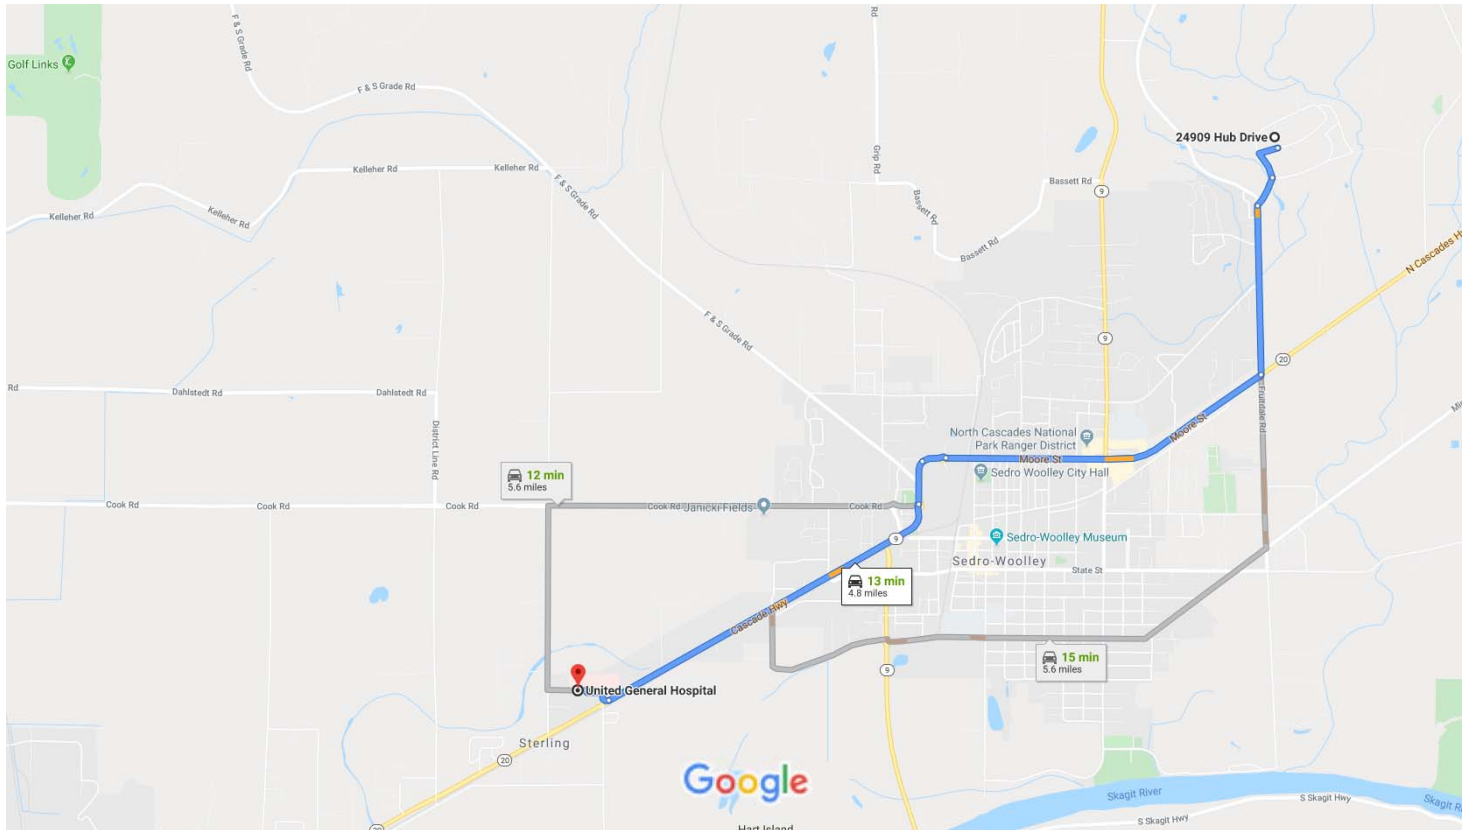 Rd
F & S Grade Rd
Golf Links
F & S Grade Rd
24909 Hub Drive
Grip Rd
Kelleher Rd
Kelleher Rd
Bassett Rd
F & S Grade Rd
9
Bassett Rd
Kelleher Rd
Kelleher Rd
Bassett Rd
N Cascades H
F & S Grade Rd
9
20
Rd
Dahlstedt Rd
Dahlstedt Rd
Fruitdale Rd
Moore St
District Line Rd
North Cascades National
Park Ranger District
Moore St
Sedro Woolley City Hall
12 min
5.6 miles
Cook Rd
Cook Rd
Cook Rd
Cook Rd
Janicki Fields
Cook Rd
9
Sedro-Woolley Museum
Sedro-Woolley
State St
13 min
4.8 miles
Cascade Hwy
15 min
5.6 miles
9
United General Hospital
Sterling
20
Google
Skagit River
S Skagit Hwy
Skagit R
S Skagit Hwy
20
Hart Island